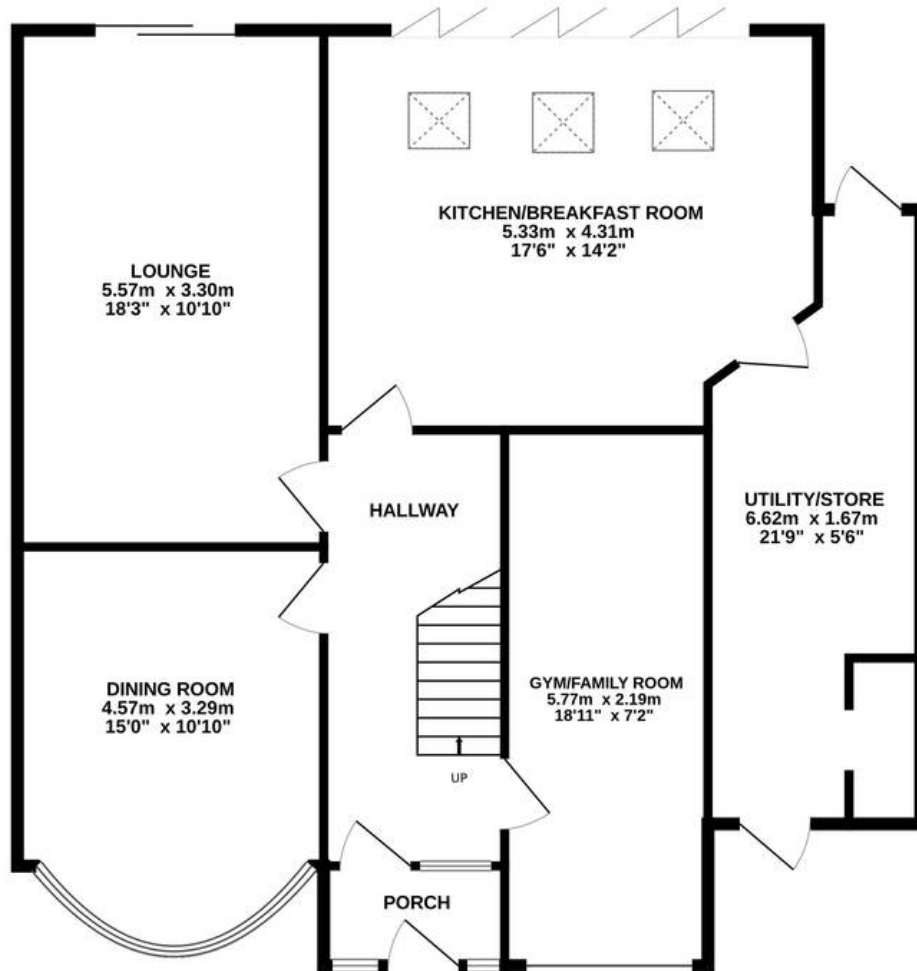 KITCHEN/BREAKFAST ROOM
5.33m x 4.31m
17'6" x 14'2"
LOUNGE
5.57m x 3.30m
18'3" x 10'10"
HALLWAY
UTILITY/STORE
6.62m x 1.67m
21'9" x 5'6"
DINING ROOM
4.57m x 3.29m
15'0" x 10'10"
GYM/FAMILY ROOM
5.77m x 2.19m
18'11" x 7'2"
UP
PORCH